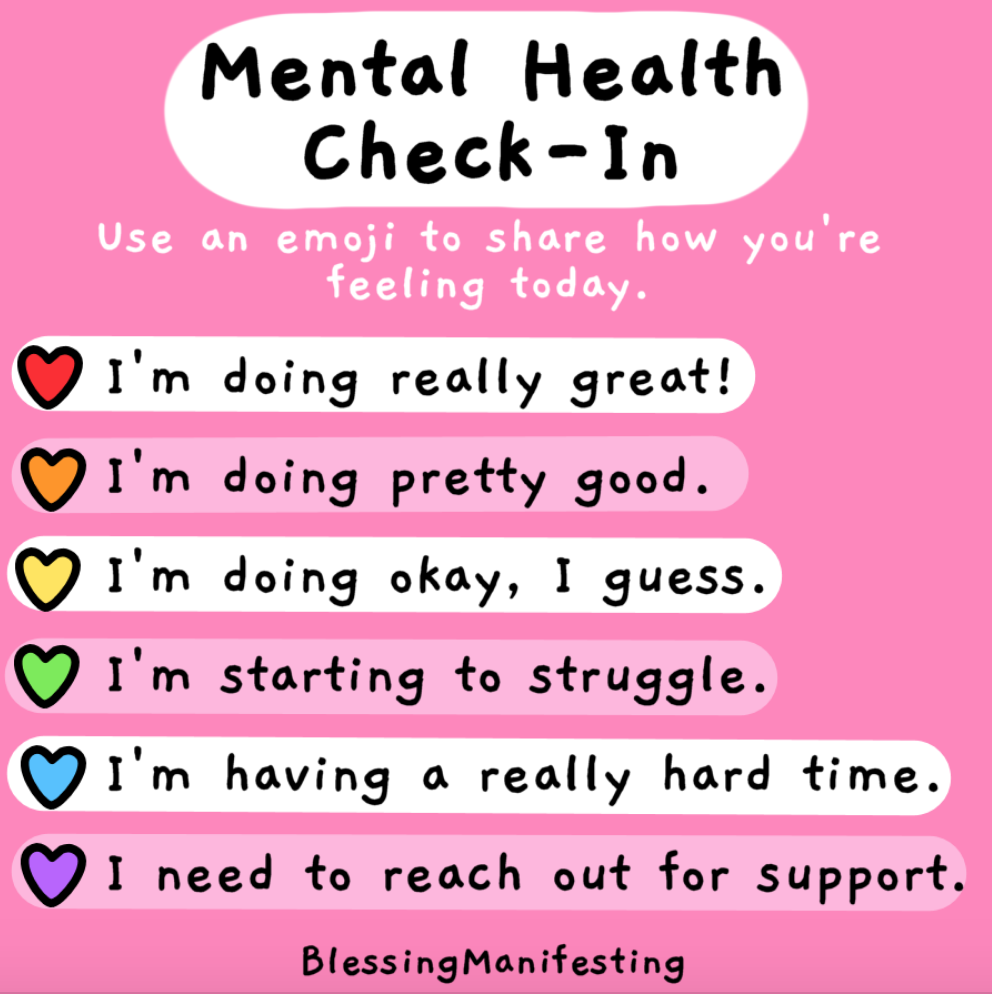 Mental Health
Check-In
Use an emoji to share how you're
feeling today.
I'm doing really great!
I'm doing pretty good.
I'm doing okay, I guess.
I'm starting to struggle.
I'm having a really hard time.
I need to reach out for support.
BlessingManifesting